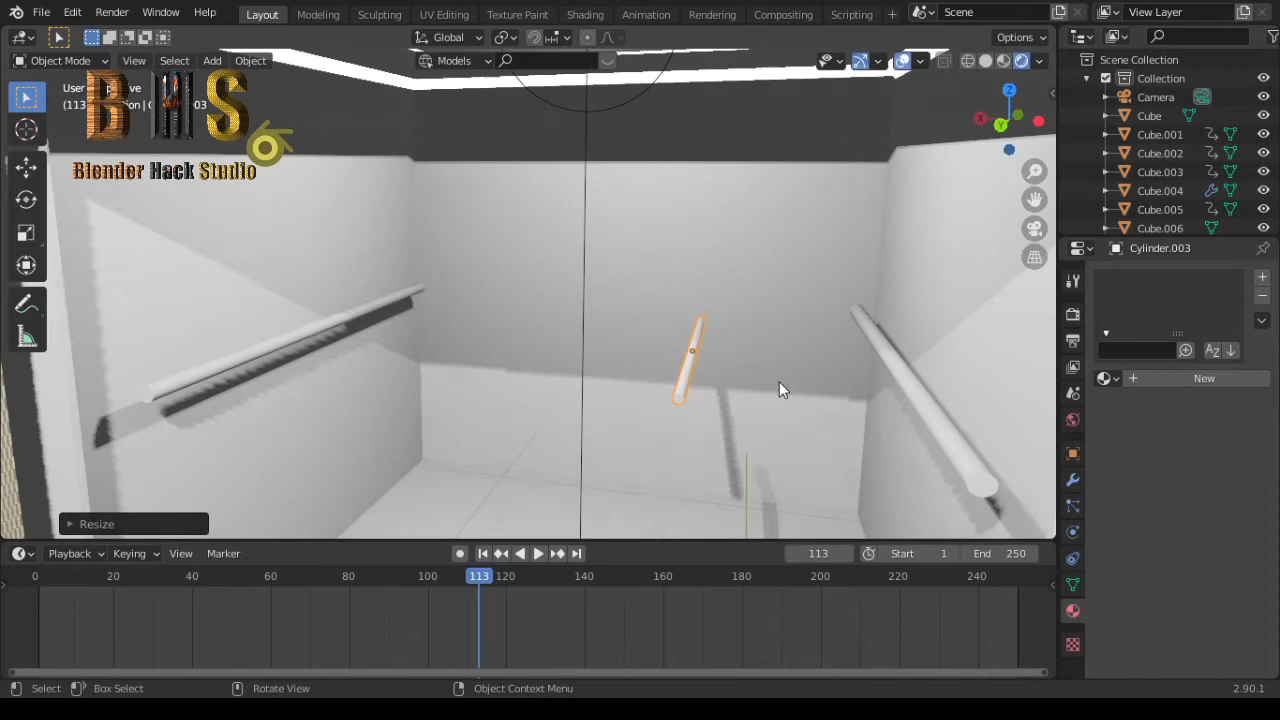 File Edit Render Window Help
Layout Modeling Sculpting UV Editing Texture Paint Shading Animation Rendering Compositing Scripting
Scene
View Layer
Global
Options
Object Mode View Select Add Object
Models
(113)
03
BHS
Blender Hack Studio
X
Y
Z
Resize
Scene Collection
Collection
Camera
Cube
Cube.001
Cube.002
Cube.003
Cube.004
Cube.005
Cube.006
Cylinder.003
New
Playback Keying View Marker
113
Start 1
End 250
0 20 40 60 80 100 113 120 140 160 180 200 220 240
Select Box Select Rotate View Object Context Menu
2.90.1